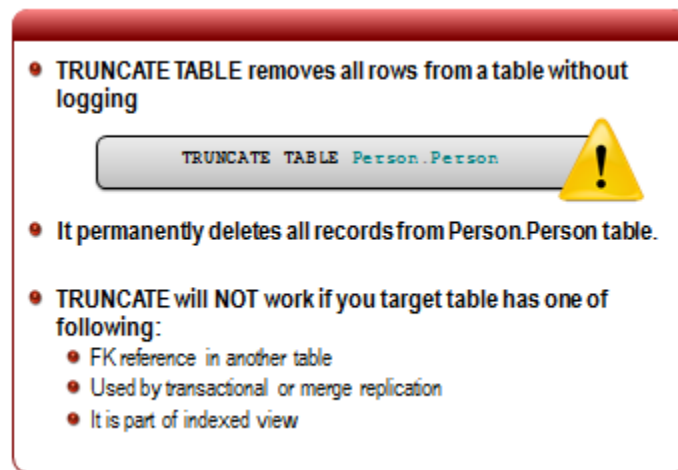 TRUNCATE TABLE removes all rows from a table without
logging
TRUNCATE TABLE Person.Person
It permanently deletes all records from Person.Person table.
TRUNCATE will NOT work if you target table has one of
following:
FK reference in another table
Used by transactional or merge replication
It is part of indexed view